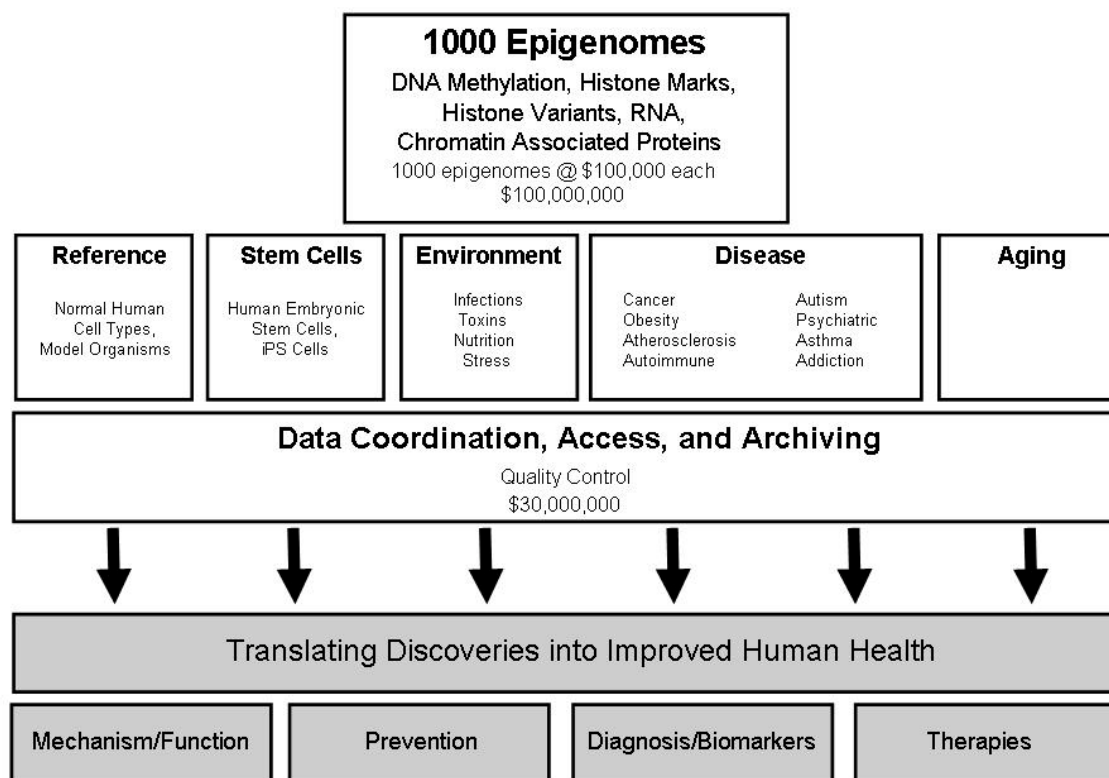 1000 Epigenomes
DNA Methylation, Histone Marks,
Histone Variants, RNA,
Chromatin Associated Proteins
1000 epigenomes @ $100,000 each
$100,000,000
Reference
Normal Human
Cell Types,
Model Organisms
Stem Cells
Human Embryonic
Stem Cells,
iPS Cells
Environment
Infections
Toxins
Nutrition
Stress
Disease
Cancer
Obesity
Atherosclerosis
Autoimmune
Autism
Psychiatric
Asthma
Addiction
Aging
Data Coordination, Access, and Archiving
Quality Control
$30,000,000
Translating Discoveries into Improved Human Health
Mechanism/Function
Prevention
Diagnosis/Biomarkers
Therapies